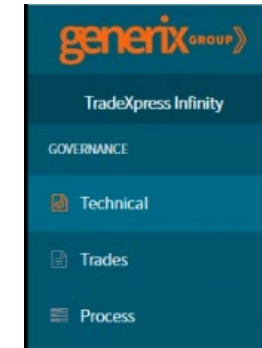 generix GROUP
TradeXpress Infinity
GOVERNANCE
Technical
Trades
Process